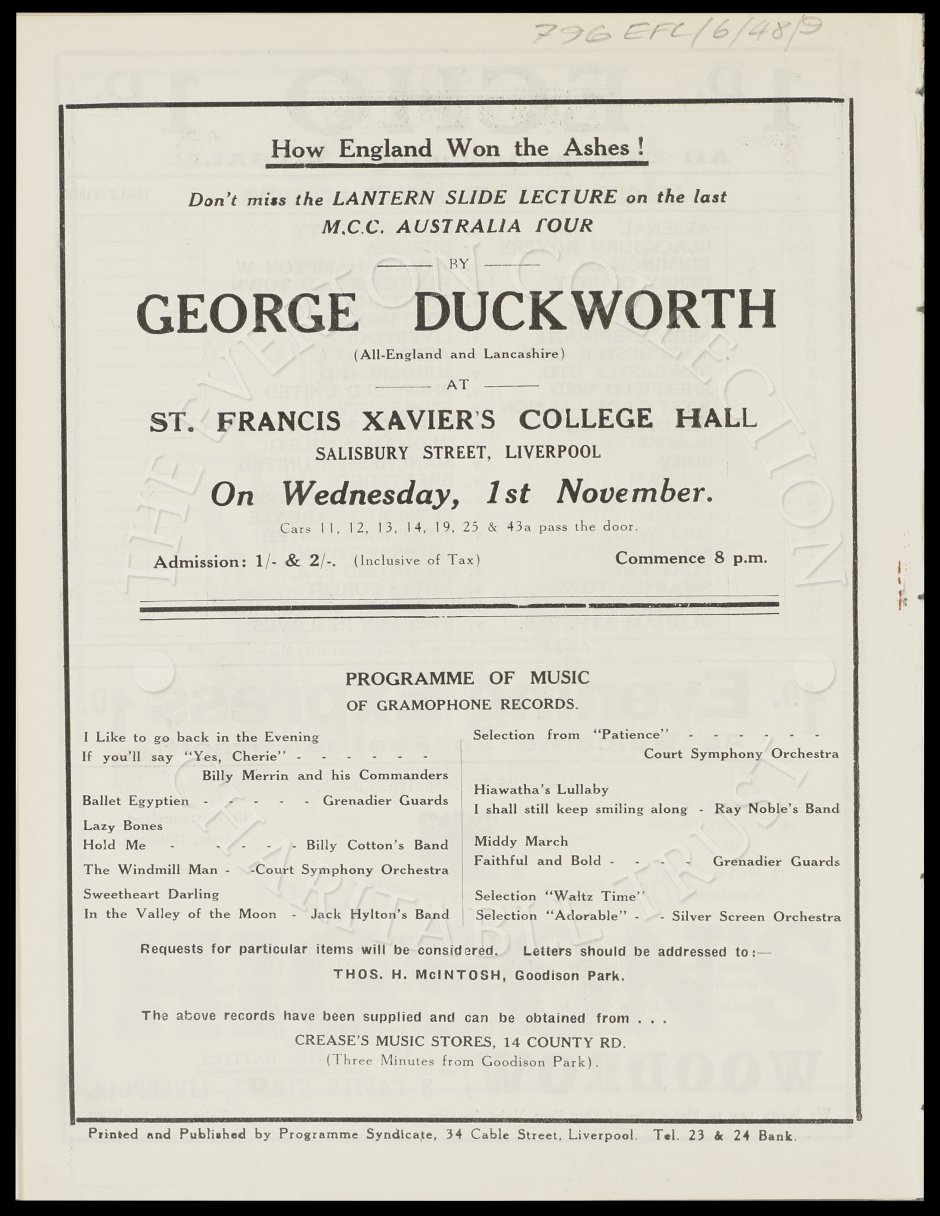 796 EFC/6/48/9
How England Won the Ashes !
Don't miss the LANTERN SLIDE LECTURE on the last
M.C.C. AUSTRALIA TOUR
BY
GEORGE DUCKWORTH
(All-England and Lancashire)
AT
ST. FRANCIS XAVIER'S COLLEGE HALL
SALISBURY STREET, LIVERPOOL
On Wednesday, 1st November.
Cars 11, 12, 13, 14, 19, 25 & 43a pass the door.
Admission: 1/- & 2/-. (Inclusive of Tax) Commence 8 p.m.
PROGRAMME OF MUSIC
OF GRAMOPHONE RECORDS.
I Like to go back in the Evening
If you'll say "Yes, Cherie" - - - - - -
Billy Merrin and his Commanders
Ballet Egyptien - - - - - Grenadier Guards
Lazy Bones
Hold Me - - - - - Billy Cotton's Band
The Windmill Man - -Court Symphony Orchestra
Sweetheart Darling
In the Valley of the Moon - Jack Hylton's Band
Selection from "Patience" - - - - - -
Court Symphony Orchestra
Hiawatha's Lullaby
I shall still keep smiling along - Ray Noble's Band
Middy March
Faithful and Bold - - - - Grenadier Guards
Selection "Waltz Time"
Selection "Adorable" - - Silver Screen Orchestra
Requests for particular items will be considered. Letters should be addressed to:—
THOS. H. McINTOSH, Goodison Park.
The above records have been supplied and can be obtained from . . .
CREASE'S MUSIC STORES, 14 COUNTY RD.
(Three Minutes from Goodison Park).
Printed and Published by Programme Syndicate, 34 Cable Street, Liverpool. Tel. 23 & 24 Bank.
THE EVERTON COLLECTION
CHARITABLE TRUST